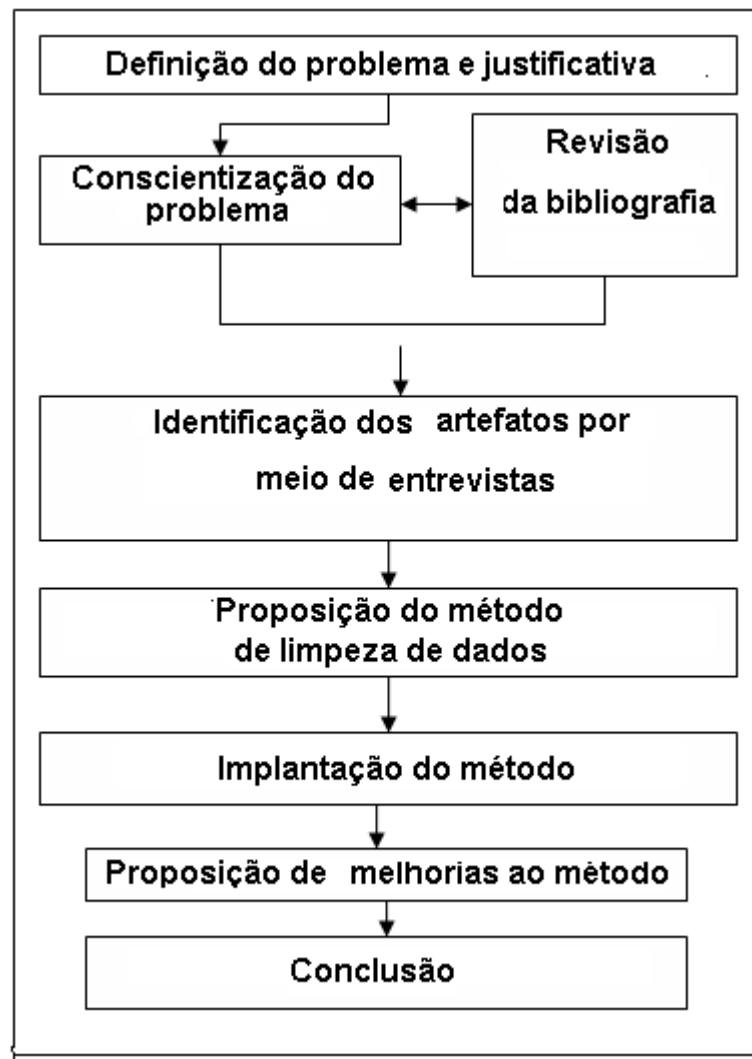 Definição do problema e justificativa
Conscientização do
problema
Revisão
da bibliografia
Identificação dos artefatos por
meio de entrevistas
Proposição do método
de limpeza de dados
Implantação do método
Proposição de melhorias ao método
Conclusão